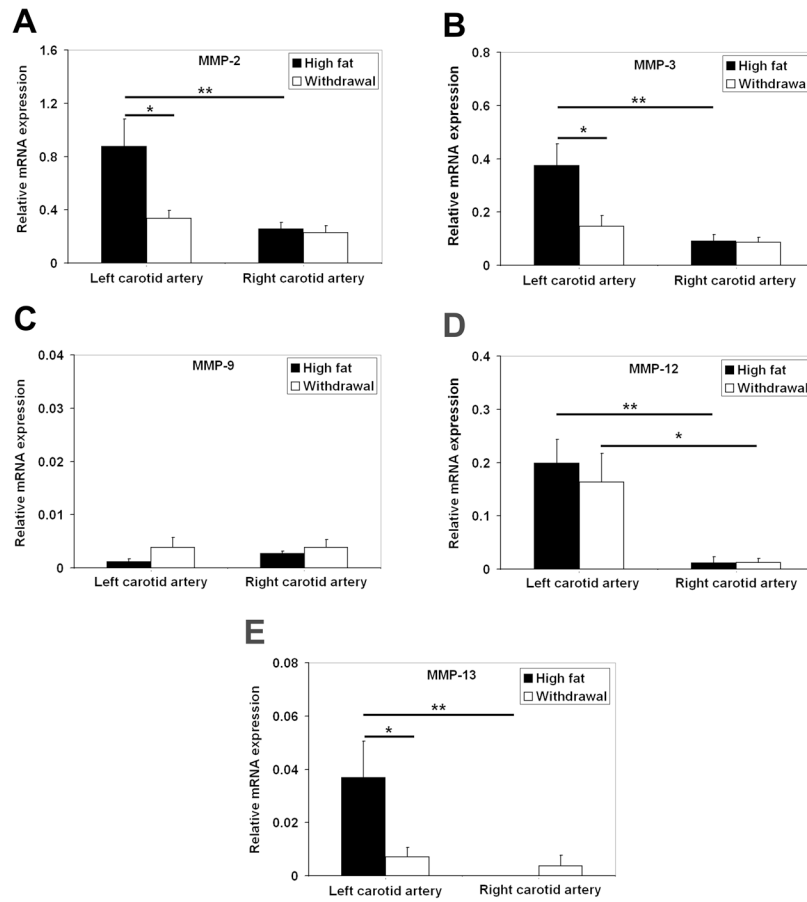 A
MMP-2
High fat
Withdrawal
Relative mRNA expression
1.6
1.2
0.8
0.4
0
**
*
Left carotid artery
Right carotid artery
B
MMP-3
High fat
Withdrawal
Relative mRNA expression
0.8
0.6
0.4
0.2
0
**
*
Left carotid artery
Right carotid artery
C
MMP-9
High fat
Withdrawal
Relative mRNA expression
0.04
0.03
0.02
0.001
0
Left carotid artery
Right carotid artery
D
MMP-12
High fat
Withdrawal
Relative mRNA expression
0.4
0.3
0.2
0.1
0
**
*
Left carotid artery
Right carotid artery
E
MMP-13
High fat
Withdrawal
Relative mRNA expression
0.08
0.06
0.04
0.02
0
**
*
Left carotid artery
Right carotid artery